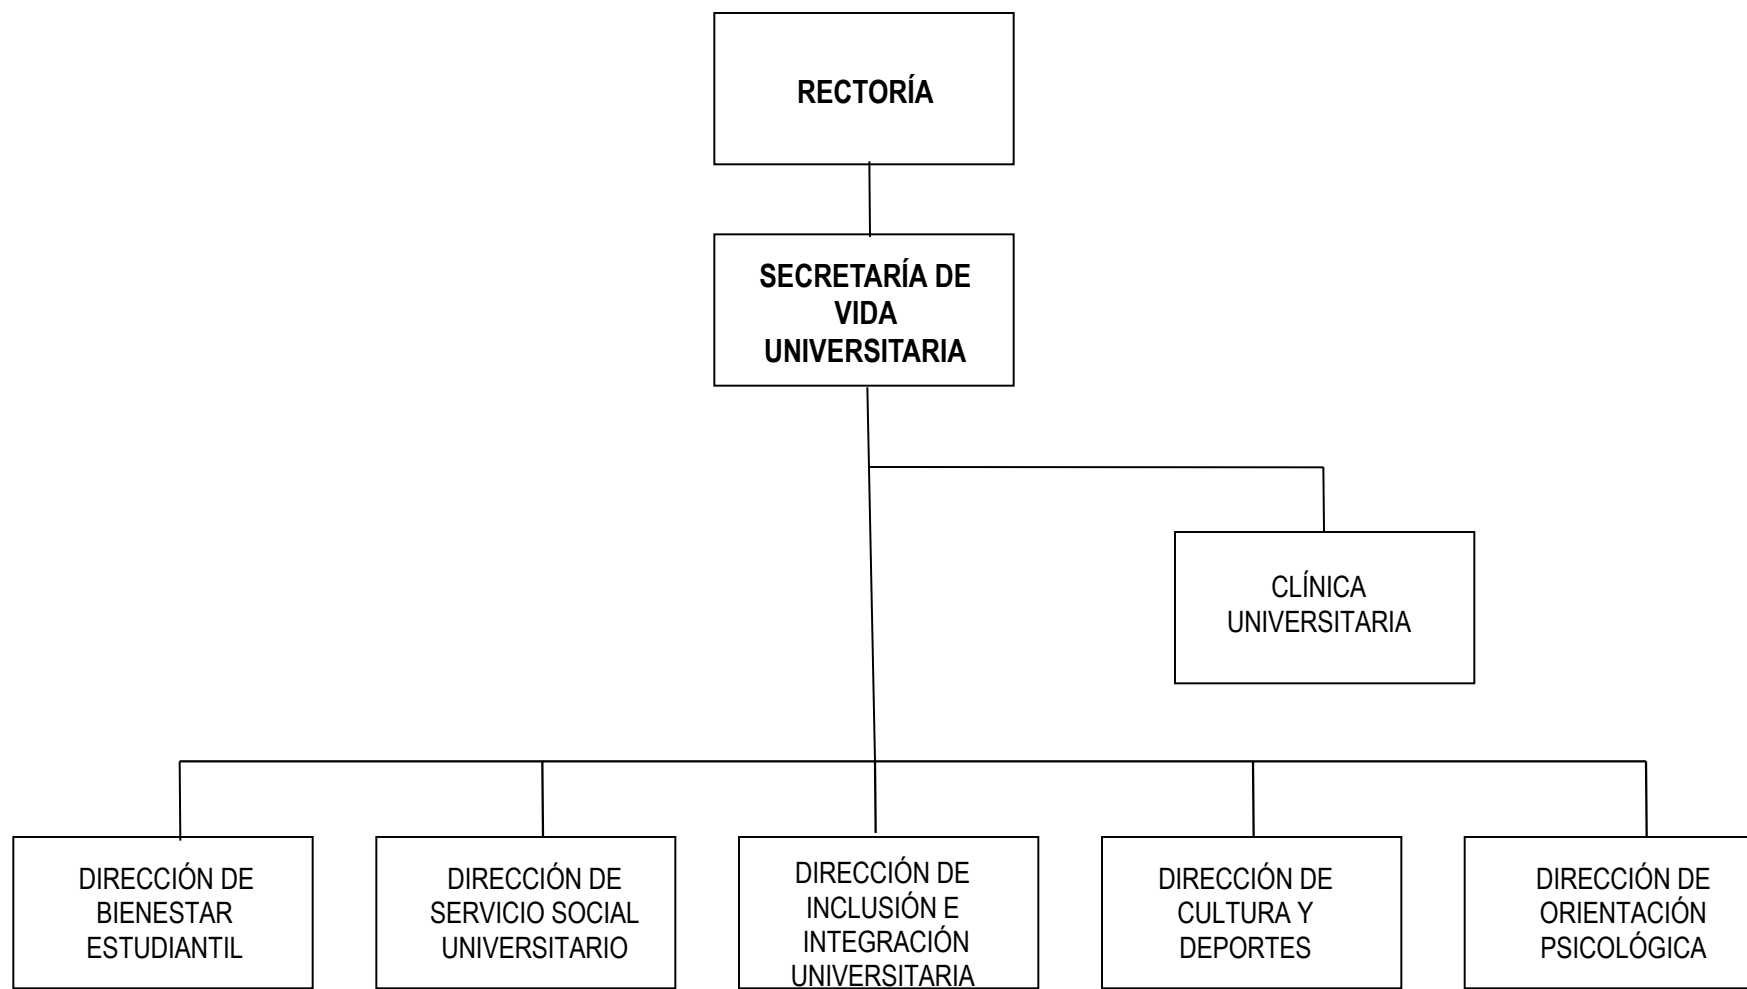 RECTORÍA
SECRETARÍA DE
VIDA
UNIVERSITARIA
CLÍNICA
UNIVERSITARIA
DIRECCIÓN DE
BIENESTAR
ESTUDIANTIL
DIRECCIÓN DE
SERVICIO SOCIAL
UNIVERSITARIO
DIRECCIÓN DE
INCLUSIÓN E
INTEGRACIÓN
UNIVERSITARIA
DIRECCIÓN DE
CULTURA Y
DEPORTES
DIRECCIÓN DE
ORIENTACIÓN
PSICOLÓGICA